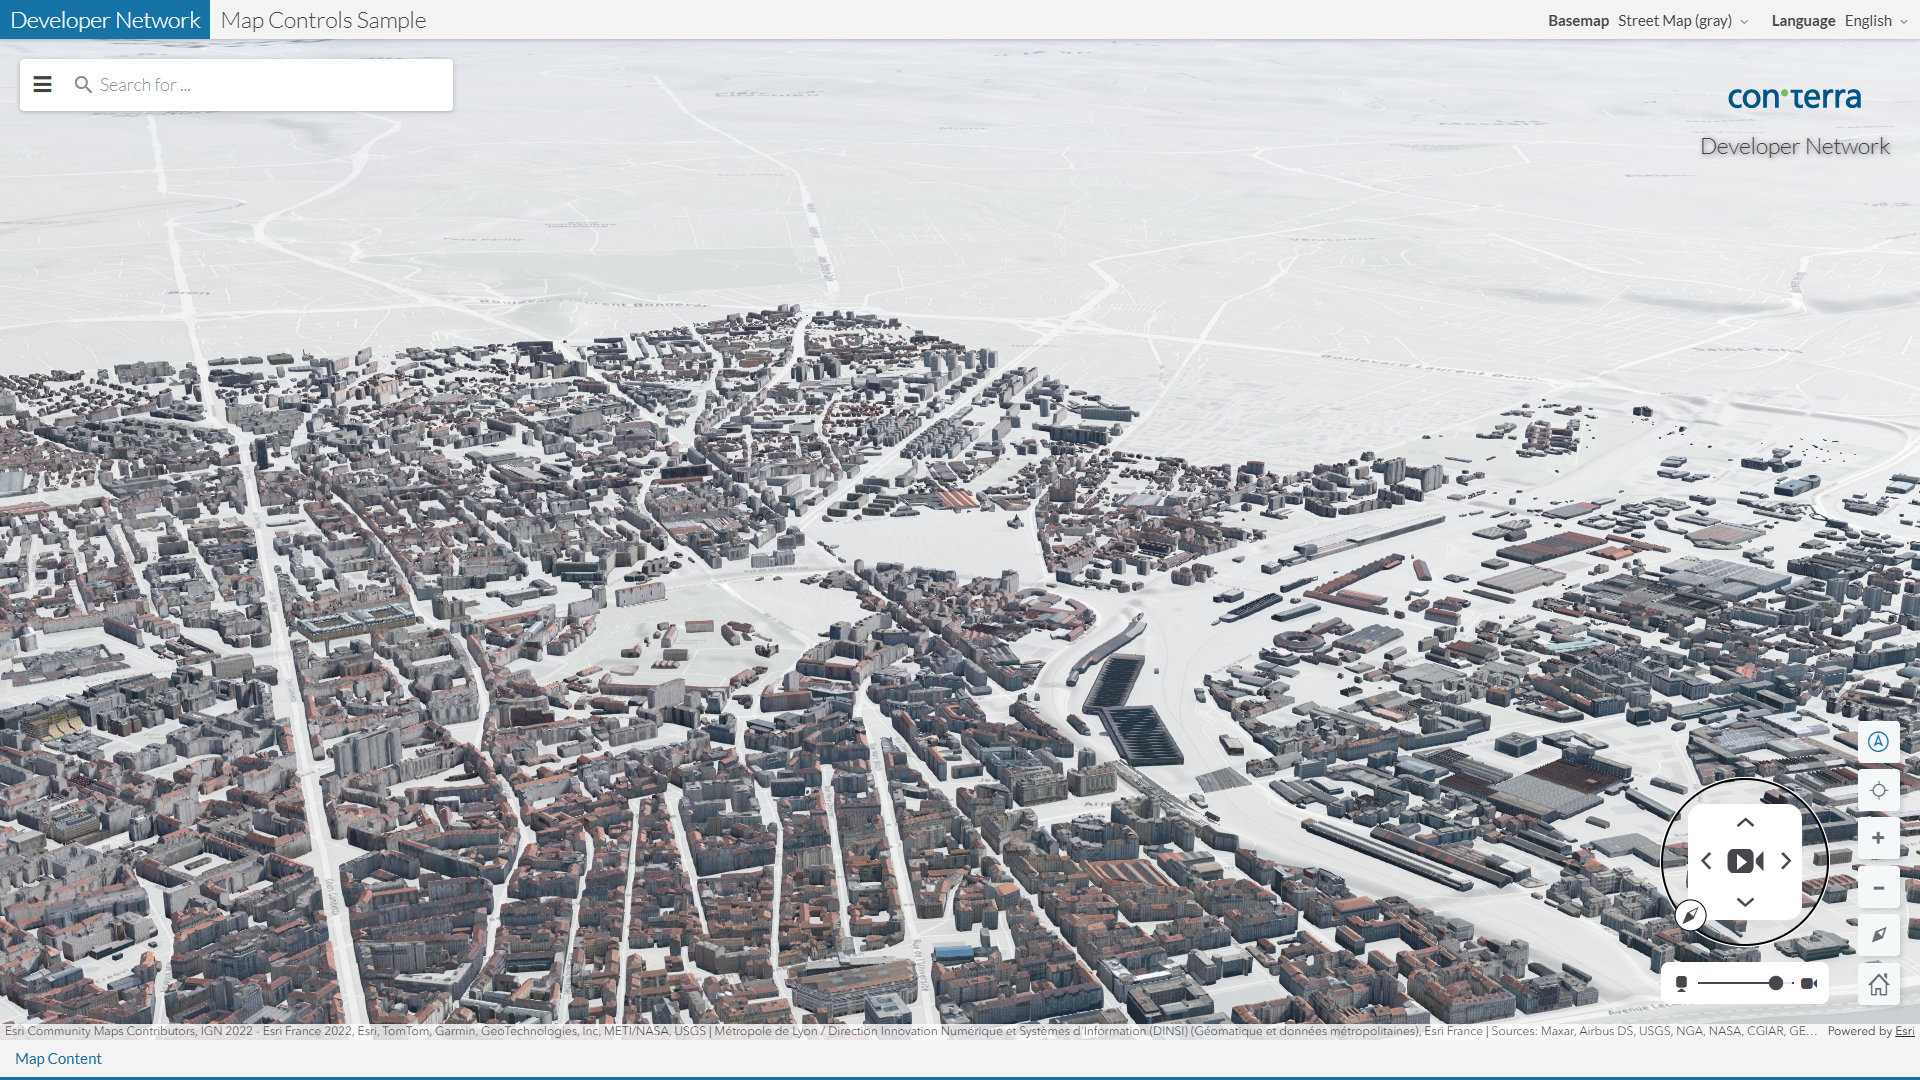 Developer Network
Map Controls Sample
Basemap Street Map (gray)
Language English
Search for ...
con terra
Developer Network
Esri Community Maps Contributors, IGN 2022 - Esri France 2022, Esri, TomTom, Garmin, GeoTechnologies, Inc, METI/NASA, USGS | Métropole de Lyon / Direction Innovation Numérique et Systèmes d'Information (DINSI) (Géomatique et données métropolitaines), Esri France | Sources: Maxar, Airbus DS, USGS, NGA, NASA, CGIAR, GE...
Powered by Esri
Map Content